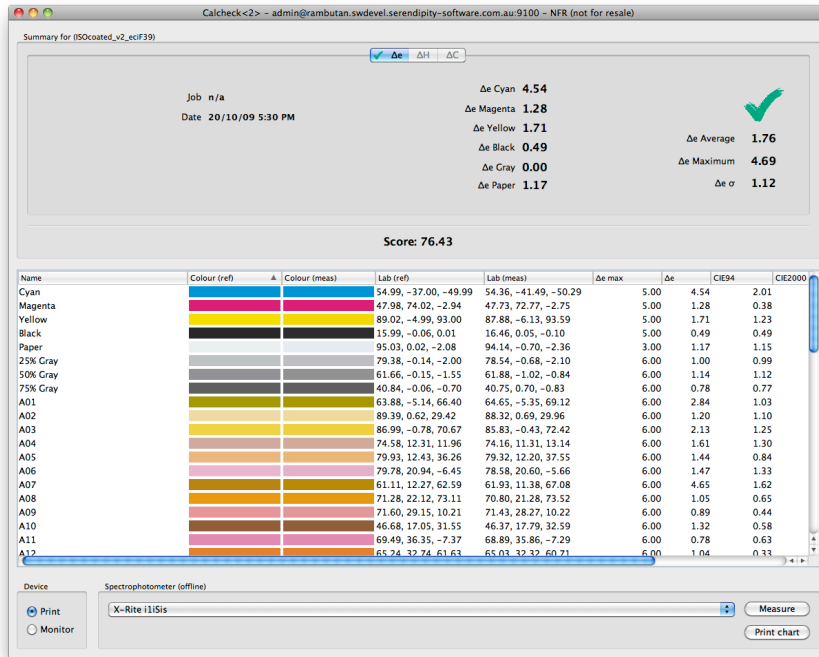 Calcheck<2> – admin@rambutan.swdevel.serendipity-software.com.au:9100 – NFR (not for resale)
Summary for (ISOcoated_v2_eciF39)
Δe ΔH ΔC
Job n/a
Date 20/10/09 5:30 PM
Δe Cyan 4.54
Δe Magenta 1.28
Δe Yellow 1.71
Δe Black 0.49
Δe Gray 0.00
Δe Paper 1.17
Δe Average 1.76
Δe Maximum 4.69
Δe σ 1.12
Score: 76.43
Name Colour (ref) Colour (meas) Lab (ref) Lab (meas) Δe max Δe CIE94 CIE2000
Cyan 54.99, -37.00, -49.99 54.36, -41.49, -50.29 5.00 4.54 2.01
Magenta 47.98, 74.02, -2.94 47.73, 72.77, -2.75 5.00 1.28 0.38
Yellow 89.02, -4.99, 93.00 87.88, -6.13, 93.59 5.00 1.71 1.23
Black 15.99, -0.06, 0.01 16.46, 0.05, -0.10 5.00 0.49 0.49
Paper 95.03, 0.02, -2.08 94.14, -0.70, -2.36 3.00 1.17 1.15
25% Gray 79.38, -0.14, -2.00 78.54, -0.68, -2.10 6.00 1.00 0.99
50% Gray 61.66, -0.15, -1.55 61.88, -1.02, -0.84 6.00 1.14 1.12
75% Gray 40.84, -0.06, -0.70 40.75, 0.70, -0.83 6.00 0.78 0.77
A01 63.88, -5.14, 66.40 64.65, -5.35, 69.12 6.00 2.84 1.03
A02 89.39, 0.62, 29.42 88.32, 0.69, 29.96 6.00 1.20 1.10
A03 86.99, -0.78, 70.67 85.83, -0.43, 72.42 6.00 2.13 1.25
A04 74.58, 12.31, 11.96 74.16, 11.31, 13.14 6.00 1.61 1.30
A05 79.93, 12.43, 36.26 79.32, 12.20, 37.55 6.00 1.44 0.84
A06 79.78, 20.94, -6.45 78.58, 20.60, -5.66 6.00 1.47 1.33
A07 61.11, 12.27, 62.59 61.93, 11.38, 67.08 6.00 4.65 1.62
A08 71.28, 22.12, 73.11 70.80, 21.28, 73.52 6.00 1.05 0.65
A09 71.60, 29.15, 10.21 71.43, 28.27, 10.22 6.00 0.89 0.44
A10 46.68, 17.05, 31.55 46.37, 17.79, 32.59 6.00 1.32 0.58
A11 69.49, 36.35, -7.37 68.89, 35.86, -7.29 6.00 0.78 0.63
A12 65.24, 32.74, 61.63 65.03, 32.32, 60.71 6.00 1.04 0.33
Device
Spectrophotometer (offline)
Print
X-Rite i1iSis
Measure
Monitor
Print chart